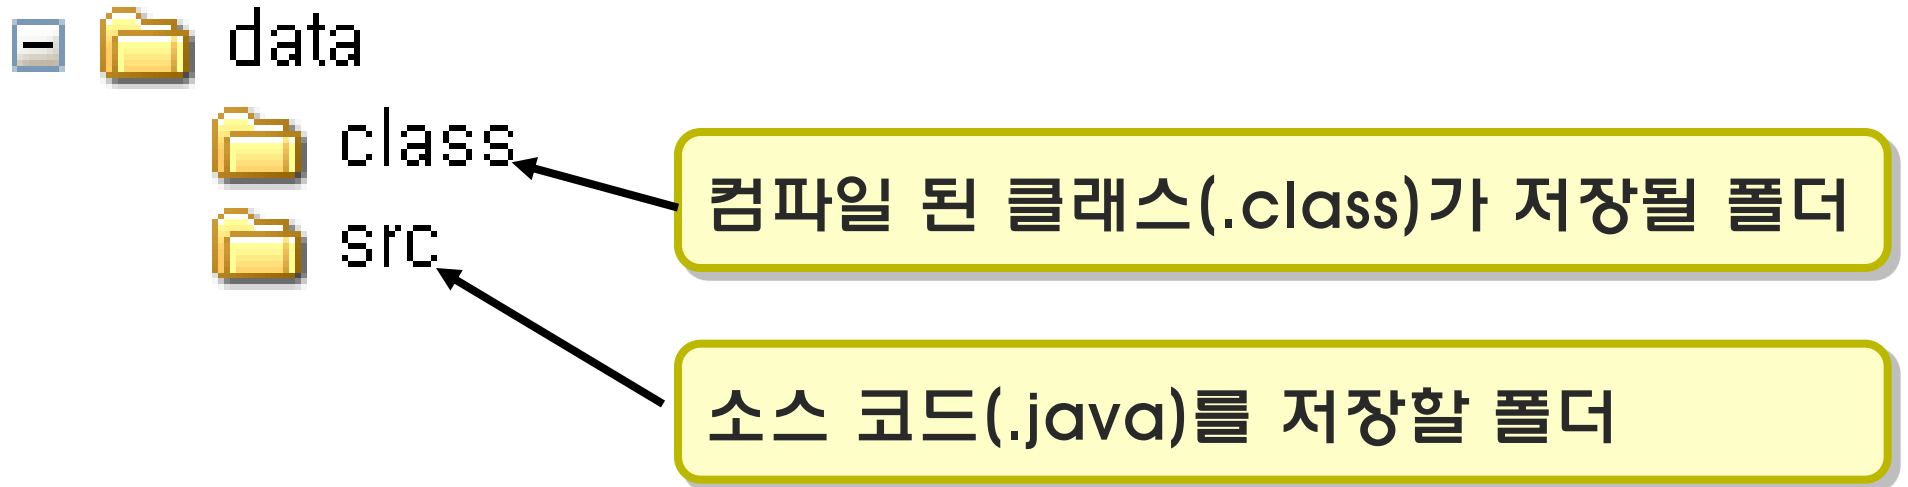 data
class
컴파일 된 클래스(.class)가 저장될 폴더
src
소스 코드(.java)를 저장할 폴더